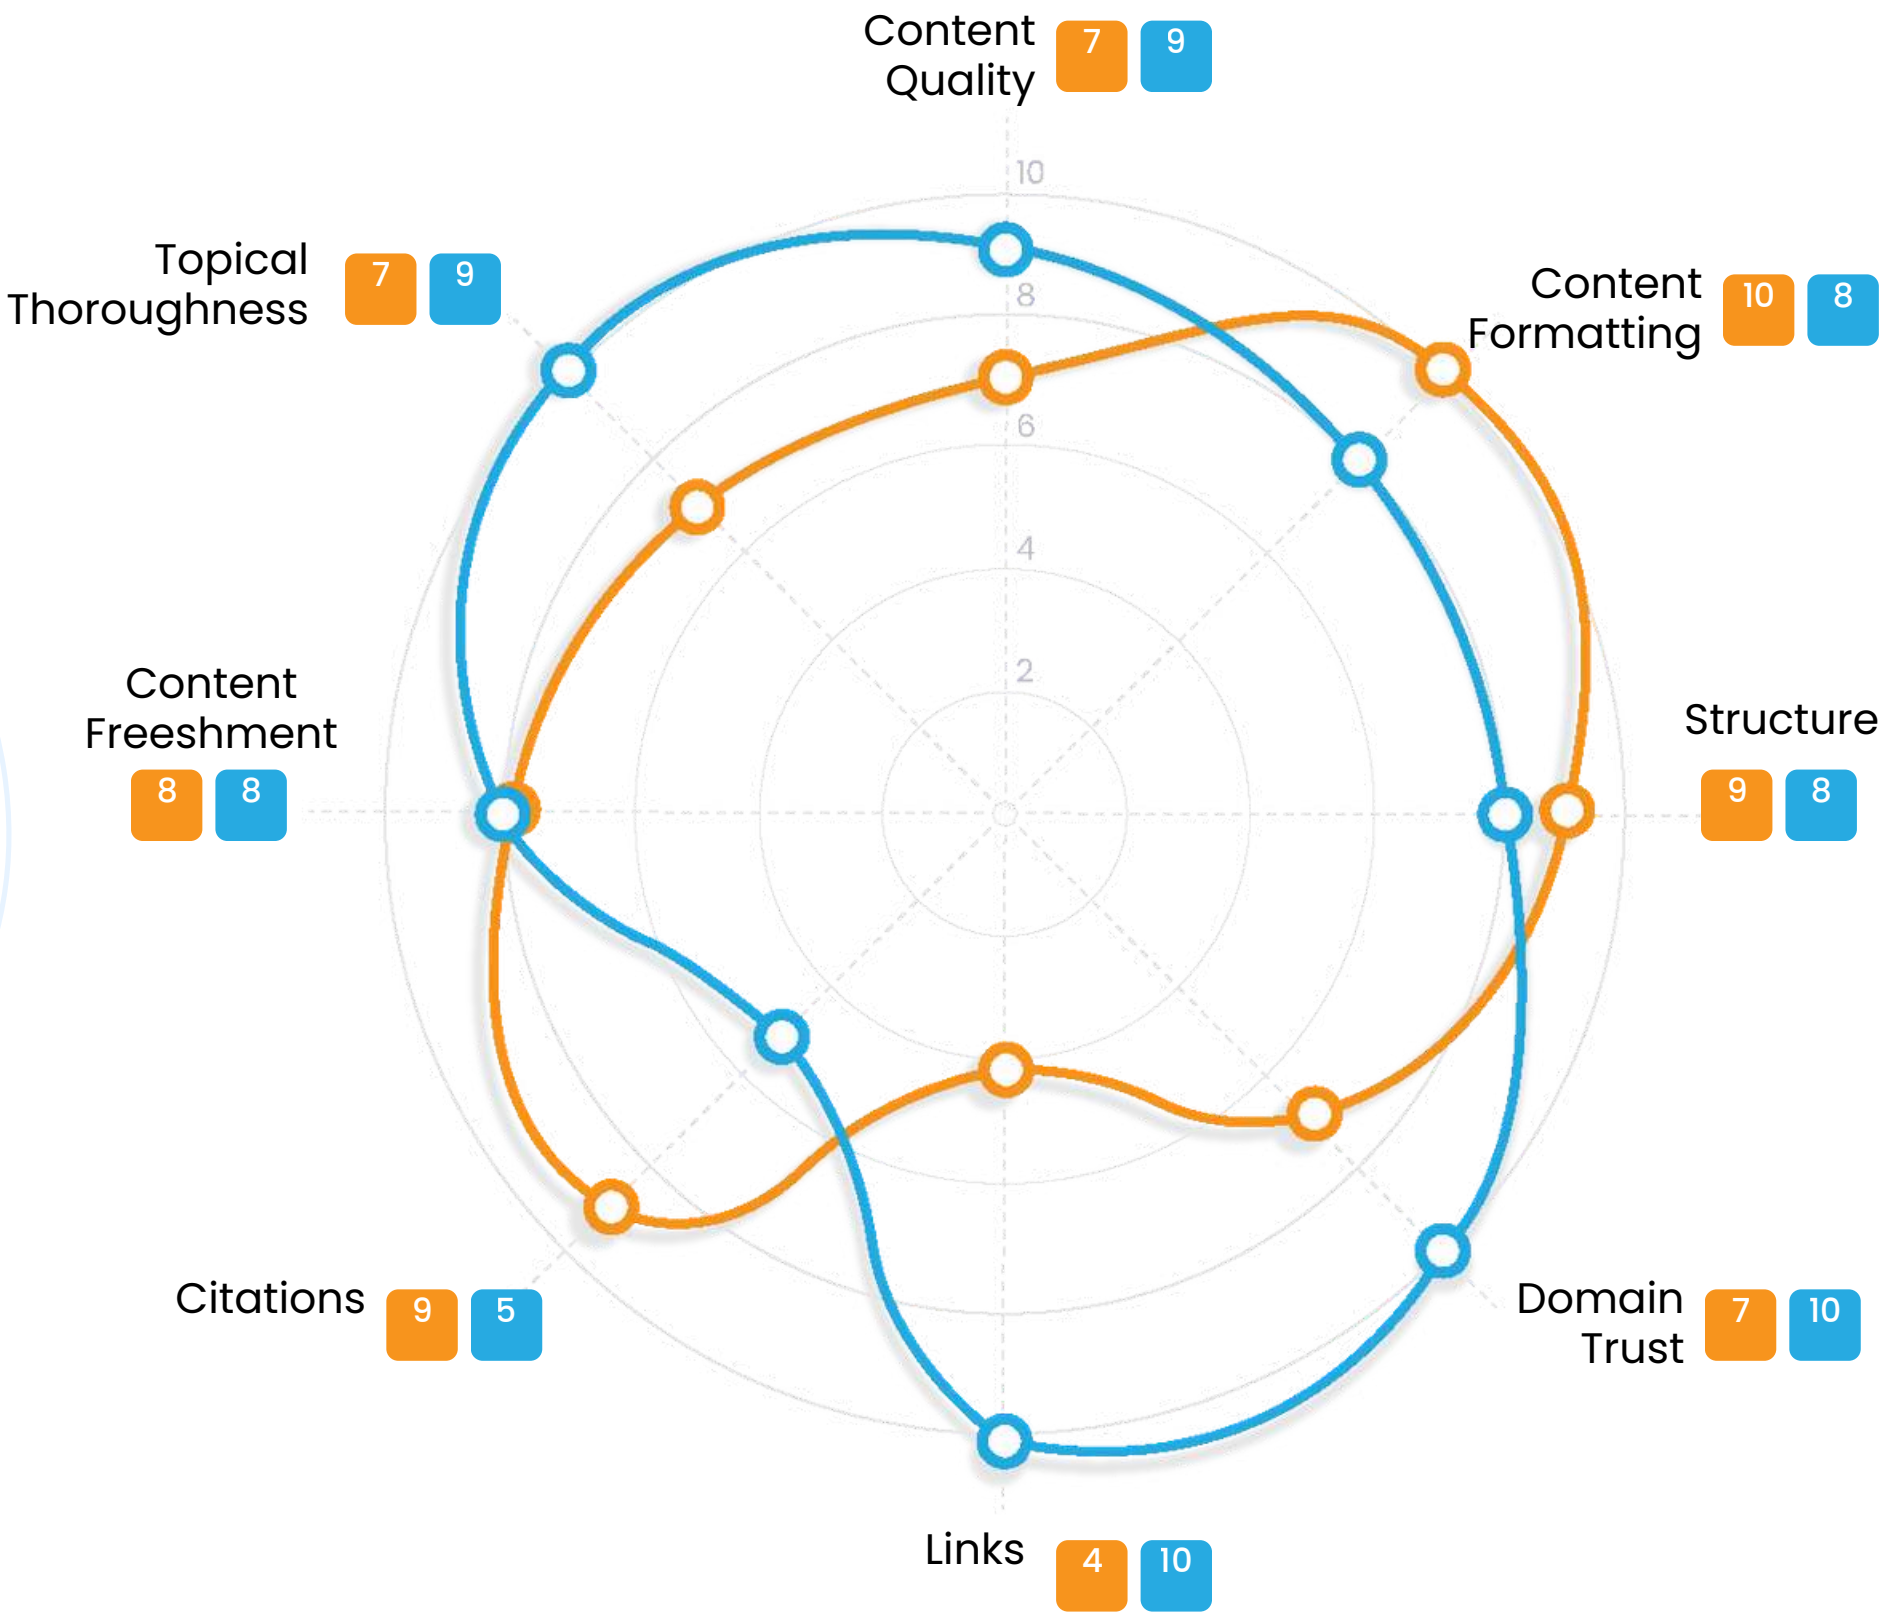 Content
Quality
7 9
10
8
6
4
2
Topical
Thoroughness
7 9
Content
Formatting
10 8
Content
Freeshment
8 8
Structure
9 8
Citations
9 5
Domain
Trust
7 10
Links
4 10